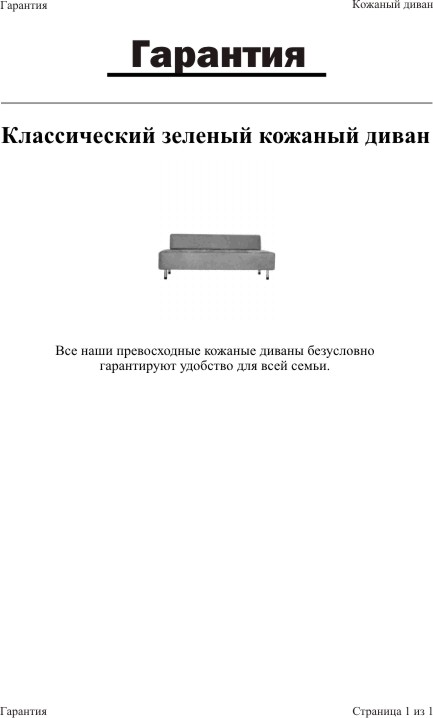 Гарантия Кожаный диван
Гарантия
Классический зеленый кожаный диван
Все наши превосходные кожаные диваны безусловно
гарантируют удобство для всей семьи.
Гарантия Страница 1 из 1